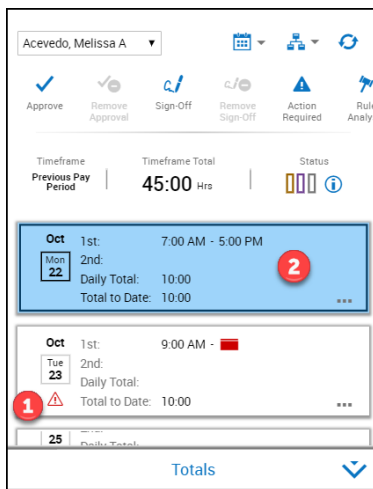 Acevedo, Melissa A
Approve
Remove Approval
Sign-Off
Remove Sign-Off
Action Required
Rul
Analy
Timeframe
Previous Pay Period
Timeframe Total
45:00 Hrs
Status
Oct
Mon
22
1st: 7:00 AM - 5:00 PM
2nd:
Daily Total: 10:00
Total to Date: 10:00
2
...
Oct
Tue
23
1st: 9:00 AM -
2nd:
Daily Total:
Total to Date: 10:00
1
...
25
Daily Total:
Totals